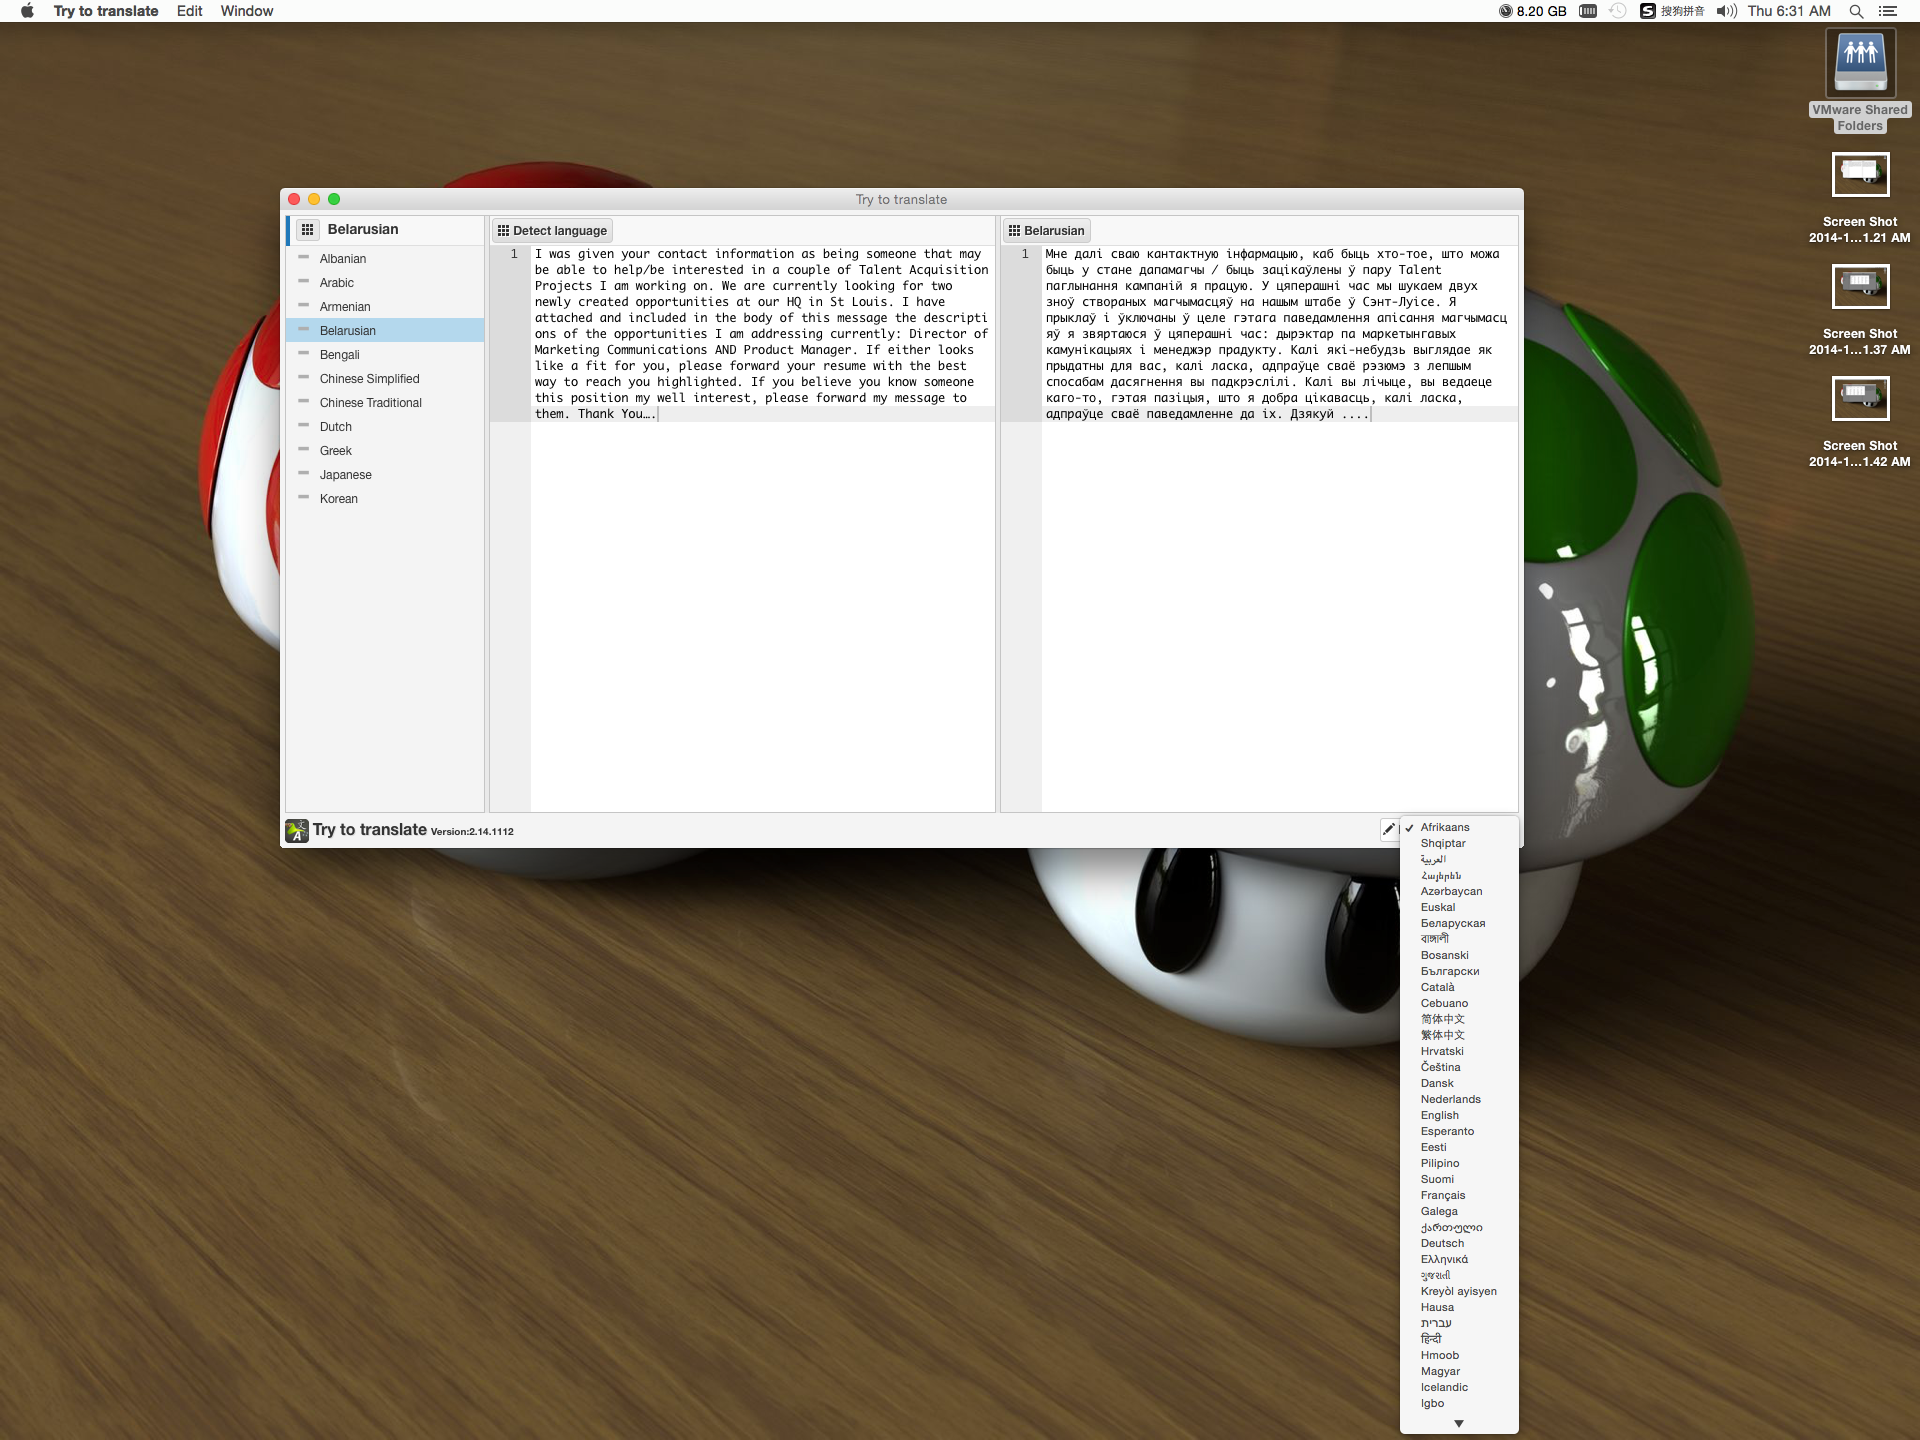 Try to translate Edit Window 8.20 GB 搜狗拼音 Thu 6:31 AM
VMware Shared
Folders
Screen Shot
2014-1...1.21 AM
Screen Shot
2014-1...1.37 AM
Screen Shot
2014-1...1.42 AM
Try to translate
Belarusian
Albanian
Arabic
Armenian
Belarusian
Bengali
Chinese Simplified
Chinese Traditional
Dutch
Greek
Japanese
Korean
Detect language
1
I was given your contact information as being someone that may
be able to help/be interested in a couple of Talent Acquisition
Projects I am working on. We are currently looking for two
newly created opportunities at our HQ in St Louis. I have
attached and included in the body of this message the descripti
ons of the opportunities I am addressing currently: Director of
Marketing Communications AND Product Manager. If either looks
like a fit for you, please forward your resume with the best
way to reach you highlighted. If you believe you know someone
this position my well interest, please forward my message to
them. Thank You….
Belarusian
1
Мне далі сваю кантактную інфармацыю, каб быць хто-тое, што можа
быць у стане дапамагчы / быць зацікаўлены ў пару Talent
паглынання кампаній я працую. У цяперашні час мы шукаем двух
зноў створаных магчымасцяў на нашым штабе ў Сэнт-Луісе. Я
прыклаў і ўключаны ў целе гэтага паведамлення апісання магчымасц
яў я звяртаюся ў цяперашні час: дырэктар па маркетынгавых
камунікацыях і менеджэр прадукту. Калі які-небудзь выглядае як
прыдатны для вас, калі ласка, адпраўце сваё рэзюмэ з лепшым
спосабам дасягнення вы падкрэслілі. Калі вы лічыце, вы ведаеце
каго-то, гэтая пазіцыя, што я добра цікавасць, калі ласка,
адпраўце сваё паведамленне да іх. Дзякуй ....
Try to translate Version:2.14.1112
Afrikaans
Shqiptar
العربية
Հայերեն
Azərbaycan
Euskal
Беларуская
বাঙ্গালী
Bosanski
Български
Català
Cebuano
简体中文
繁体中文
Hrvatski
Čeština
Dansk
Nederlands
English
Esperanto
Eesti
Pilipino
Suomi
Français
Galega
ქართული
Deutsch
Ελληνικά
ગુજરાતી
Kreyòl ayisyen
Hausa
עברית
हिन्दी
Hmoob
Magyar
Icelandic
Igbo